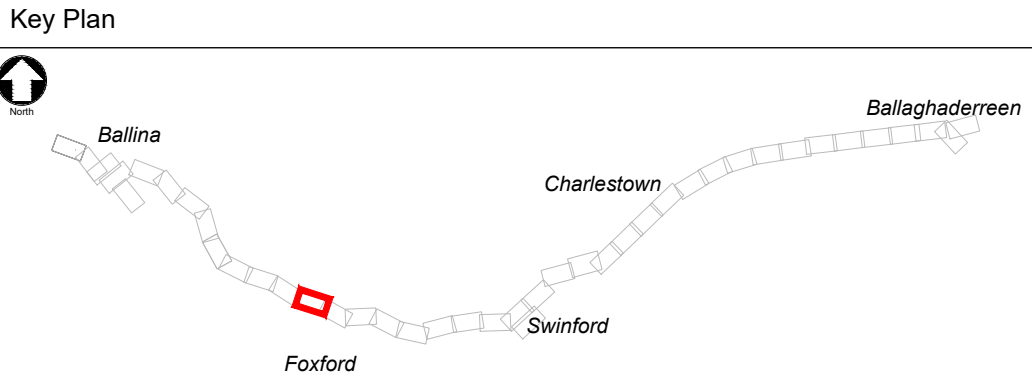 Key Plan
North
Ballaghaderreen
Ballina
Charlestown
Swinford
Foxford